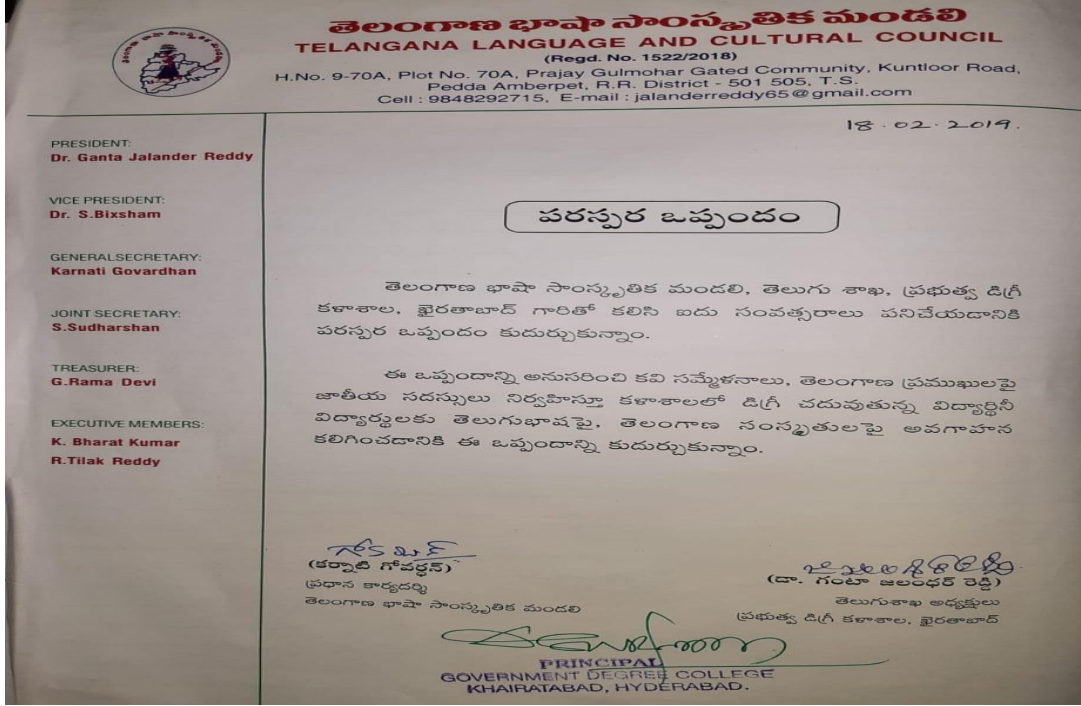 తెలంగాణ భాషా సాంస్కృతిక మండలి
TELANGANA LANGUAGE AND CULTURAL COUNCIL
(Regd. No. 1522/2018)
H.No. 9-70A, Plot No. 70A, Prajay Gulmohar Gated Community, Kuntloor Road,
Pedda Amberpet, R.R. District - 501 505, T.S.
Cell : 9848292715, E-mail : jalanderreddy65@gmail.com
18.02.2019.
PRESIDENT:
Dr. Ganta Jalander Reddy
VICE PRESIDENT:
Dr. S.Bixsham
GENERALSECRETARY:
Karnati Govardhan
JOINT SECRETARY:
S.Sudharshan
TREASURER:
G.Rama Devi
EXECUTIVE MEMBERS:
K. Bharat Kumar
R.Tilak Reddy
పరస్పర ఒప్పందం
తెలంగాణ భాషా సాంస్కృతిక మండలి, తెలుగు శాఖ, ప్రభుత్వ డిగ్రీ
కళాశాల, ఖైరతాబాద్ గారితో కలిసి ఐదు సంవత్సరాలు పనిచేయడానికి
పరస్పర ఒప్పందం కుదుర్చుకున్నాం.
ఈ ఒప్పందాన్ని అనుసరించి కవి సమ్మేళనాలు, తెలంగాణ ప్రముఖులపై
జాతీయ సదస్సులు నిర్వహిస్తూ కళాశాలలో డిగ్రీ చదువుతున్న విద్యార్థినీ
విద్యార్థులకు తెలుగుభాషపై, తెలంగాణ సంస్కృతులపై అవగాహన
కలిగించడానికి ఈ ఒప్పందాన్ని కుదుర్చుకున్నాం.
(కర్నాటి గోవర్ధన్)
ప్రధాన కార్యదర్శి
తెలంగాణ భాషా సాంస్కృతిక మండలి
(డా. గంటా జలంధర్ రెడ్డి)
తెలుగుశాఖ అధ్యక్షులు
ప్రభుత్వ డిగ్రీ కళాశాల, ఖైరతాబాద్
PRINCIPAL
GOVERNMENT DEGREE COLLEGE
KHAIRATABAD, HYDERABAD.